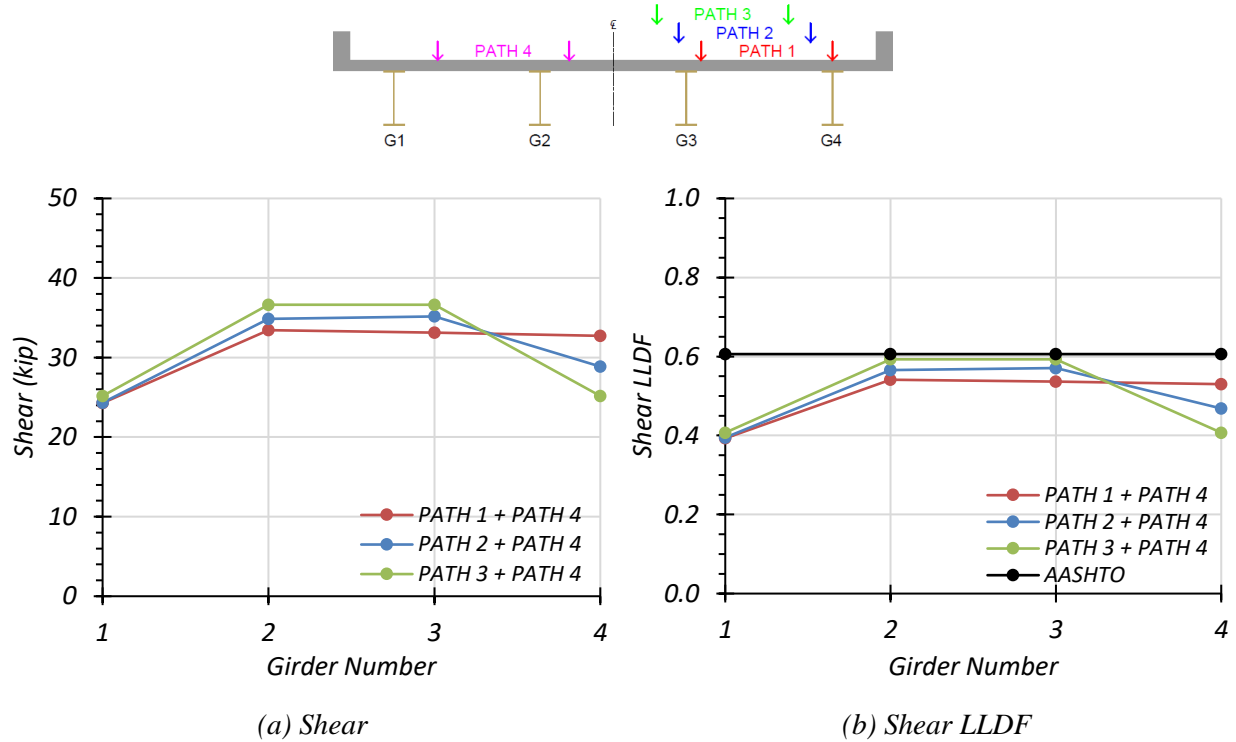 ℄
PATH 3
PATH 2
PATH 4
PATH 1
G1
G2
G3
G4
50
40
30
20
10
0
Shear (kip)
PATH 1 + PATH 4
PATH 2 + PATH 4
PATH 3 + PATH 4
1 2 3 4
Girder Number
(a) Shear
1.0
0.8
0.6
0.4
0.2
0.0
Shear LLDF
PATH 1 + PATH 4
PATH 2 + PATH 4
PATH 3 + PATH 4
AASHTO
1 2 3 4
Girder Number
(b) Shear LLDF